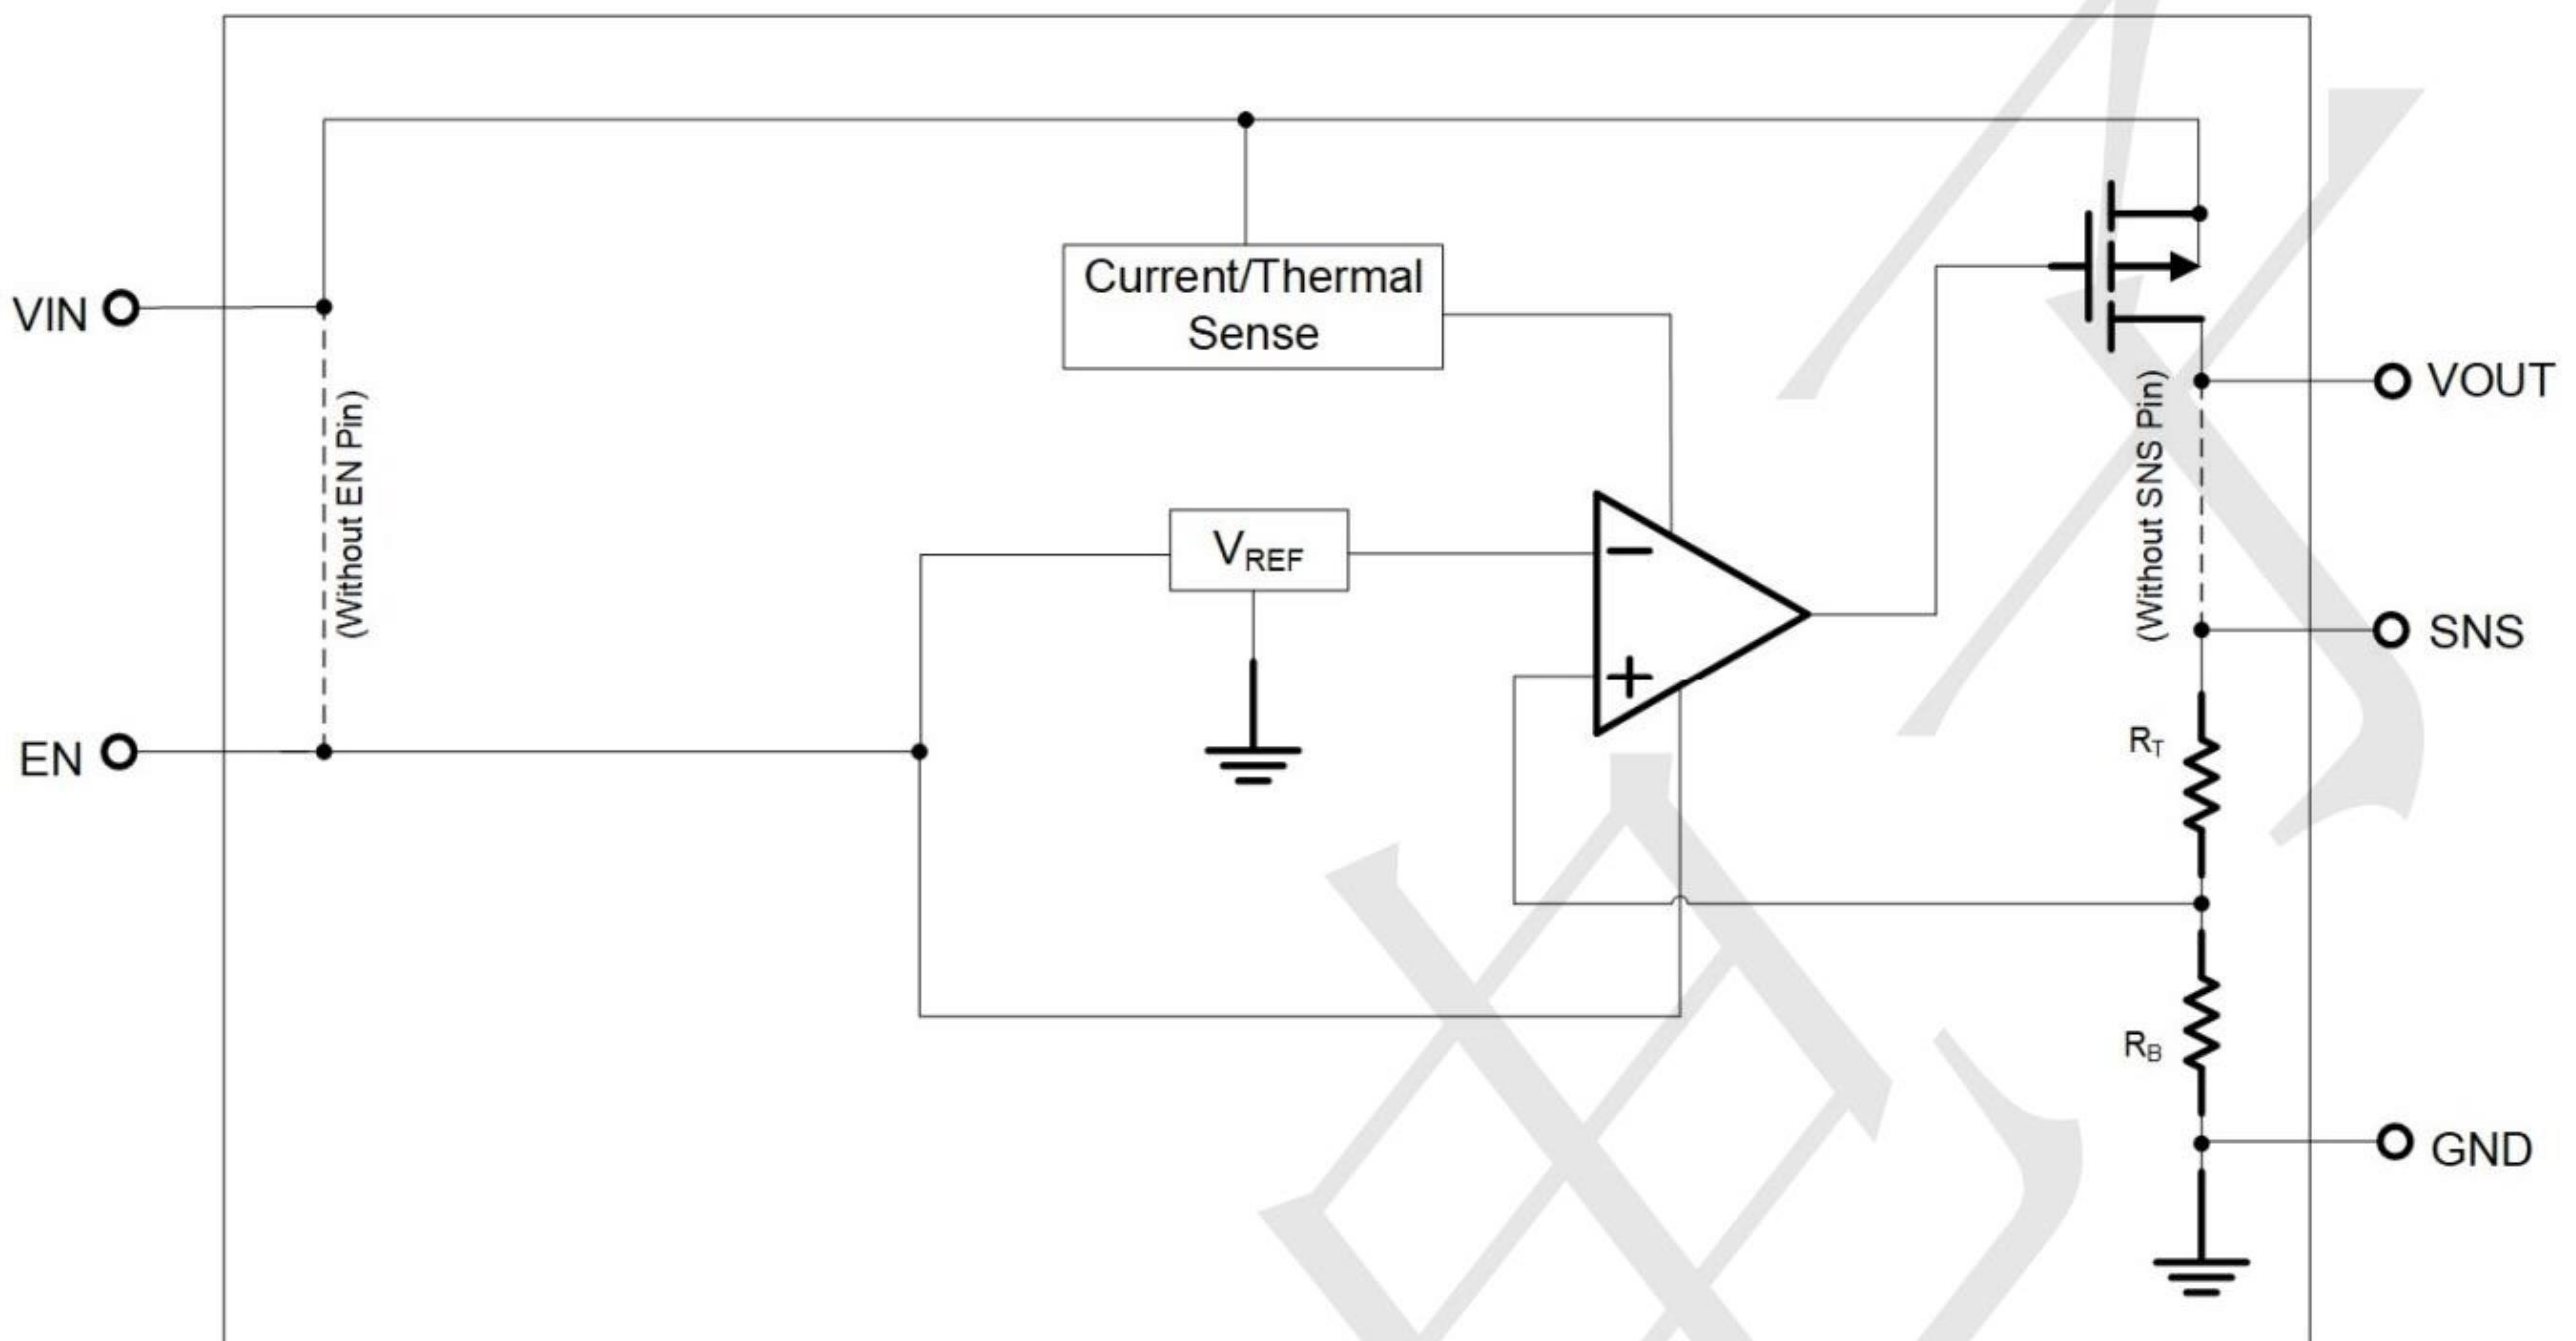 VIN
(Without EN Pin)
EN
Current/Thermal
Sense
VREF
(Without SNS Pin)
VOUT
SNS
RT
RB
GND